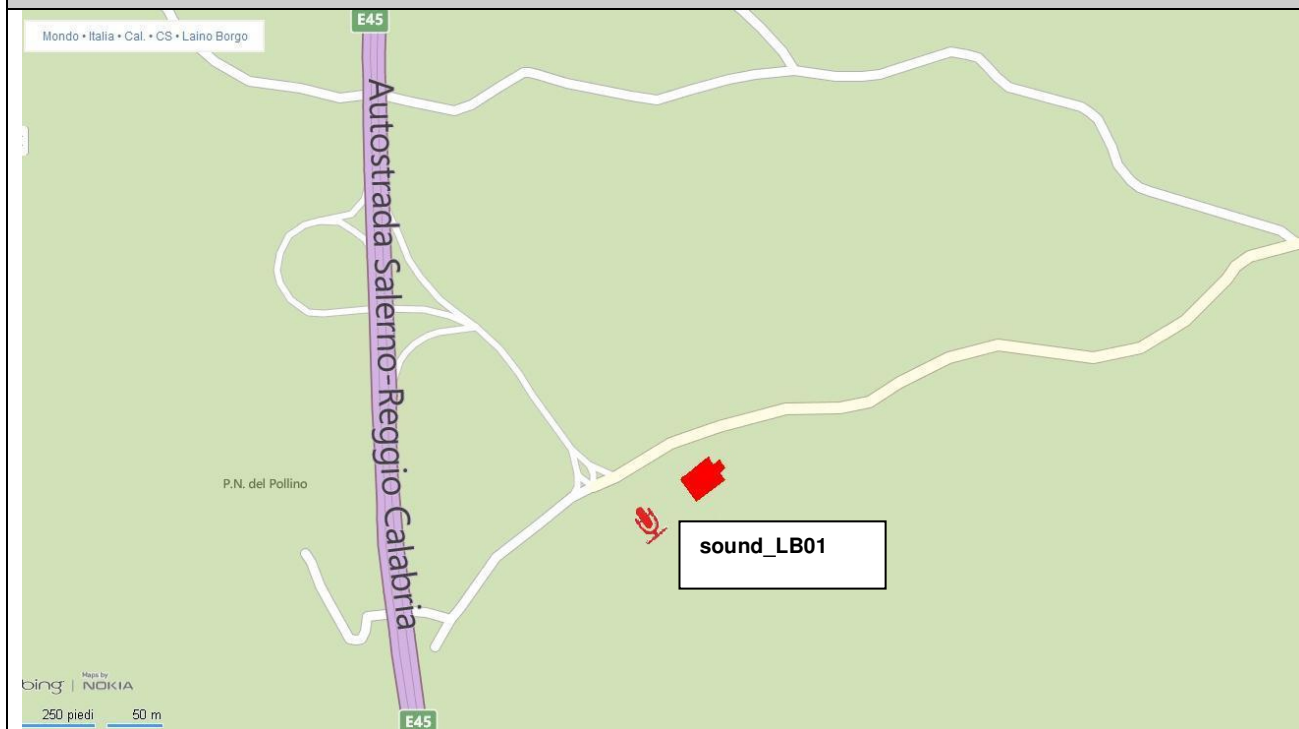 E45
Mondo • Italia • Cal. • CS • Laino Borgo
Autostrada Salerno-Reggio Calabria
P.N. del Pollino
sound_LB01
bing | Maps by NOKIA
250 piedi 50 m
E45